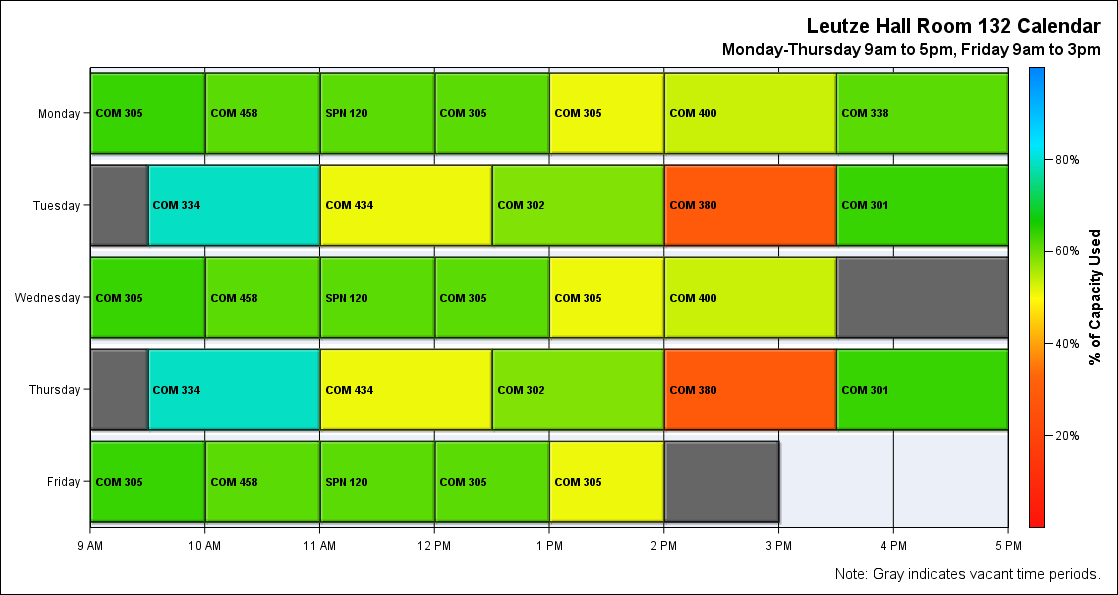 Leutze Hall Room 132 Calendar
Monday-Thursday 9am to 5pm, Friday 9am to 3pm
Monday COM 305 COM 458 SPN 120 COM 305 COM 305 COM 400 COM 338
Tuesday COM 334 COM 434 COM 302 COM 380 COM 301
Wednesday COM 305 COM 458 SPN 120 COM 305 COM 305 COM 400
Thursday COM 334 COM 434 COM 302 COM 380 COM 301
Friday COM 305 COM 458 SPN 120 COM 305 COM 305
9 AM 10 AM 11 AM 12 PM 1 PM 2 PM 3 PM 4 PM 5 PM
80%
60%
40%
20%
% of Capacity Used
Note: Gray indicates vacant time periods.